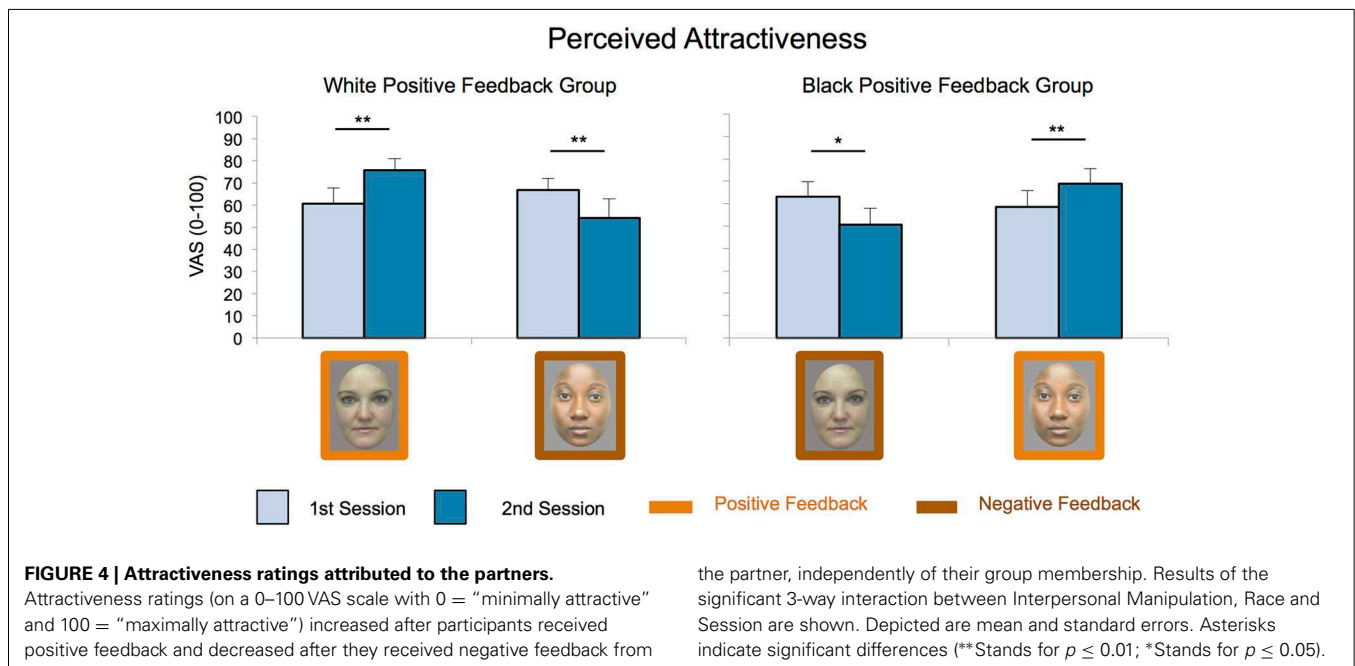 Perceived Attractiveness
White Positive Feedback Group
Black Positive Feedback Group
VAS (0-100)
100
90
80
70
60
50
40
30
20
10
0
**
**
*
**
1st Session
2nd Session
Positive Feedback
Negative Feedback
FIGURE 4 | Attractiveness ratings attributed to the partners.
Attractiveness ratings (on a 0–100 VAS scale with 0 = “minimally attractive”
and 100 = “maximally attractive”) increased after participants received
positive feedback and decreased after they received negative feedback from
the partner, independently of their group membership. Results of the
significant 3-way interaction between Interpersonal Manipulation, Race and
Session are shown. Depicted are mean and standard errors. Asterisks
indicate significant differences (**Stands for p ≤ 0.01; *Stands for p ≤ 0.05).